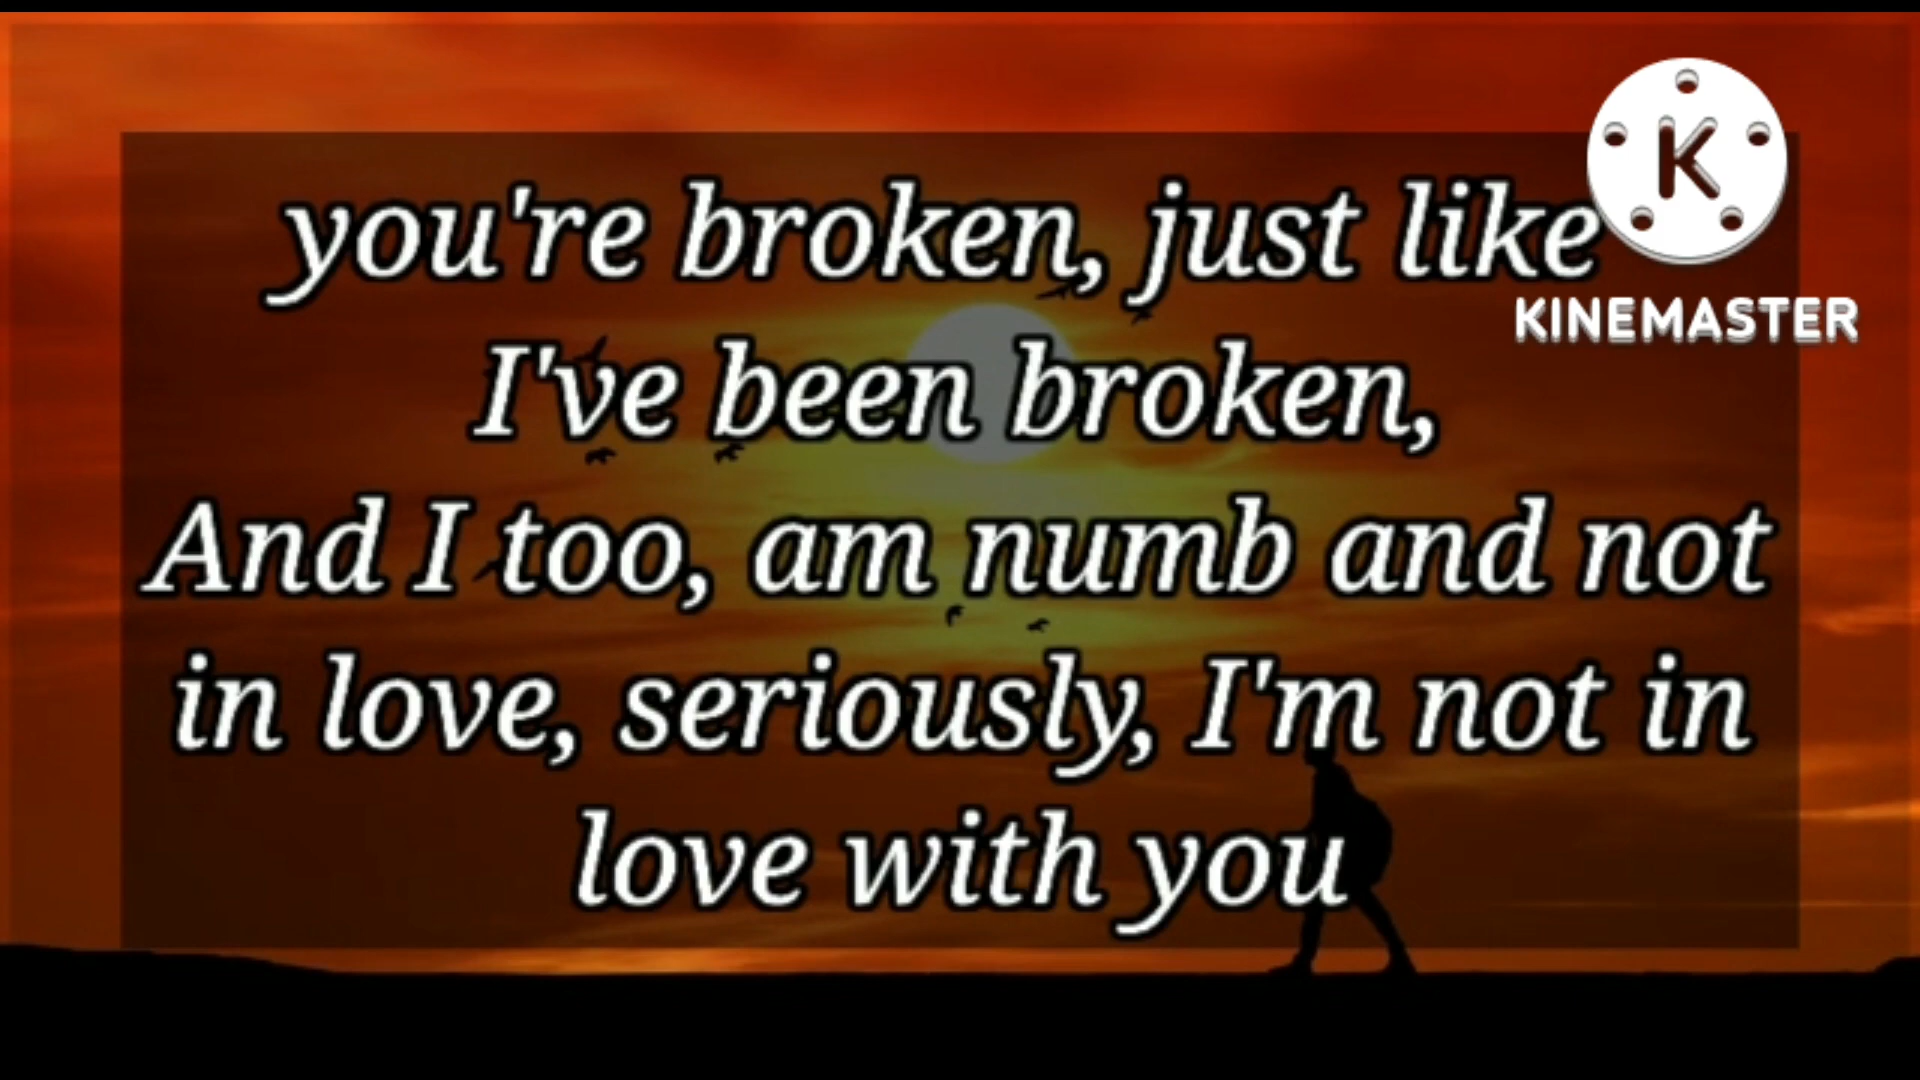 you're broken, just like
I've been broken,
And I too, am numb and not
in love, seriously, I'm not in
love with you
K
KINEMASTER